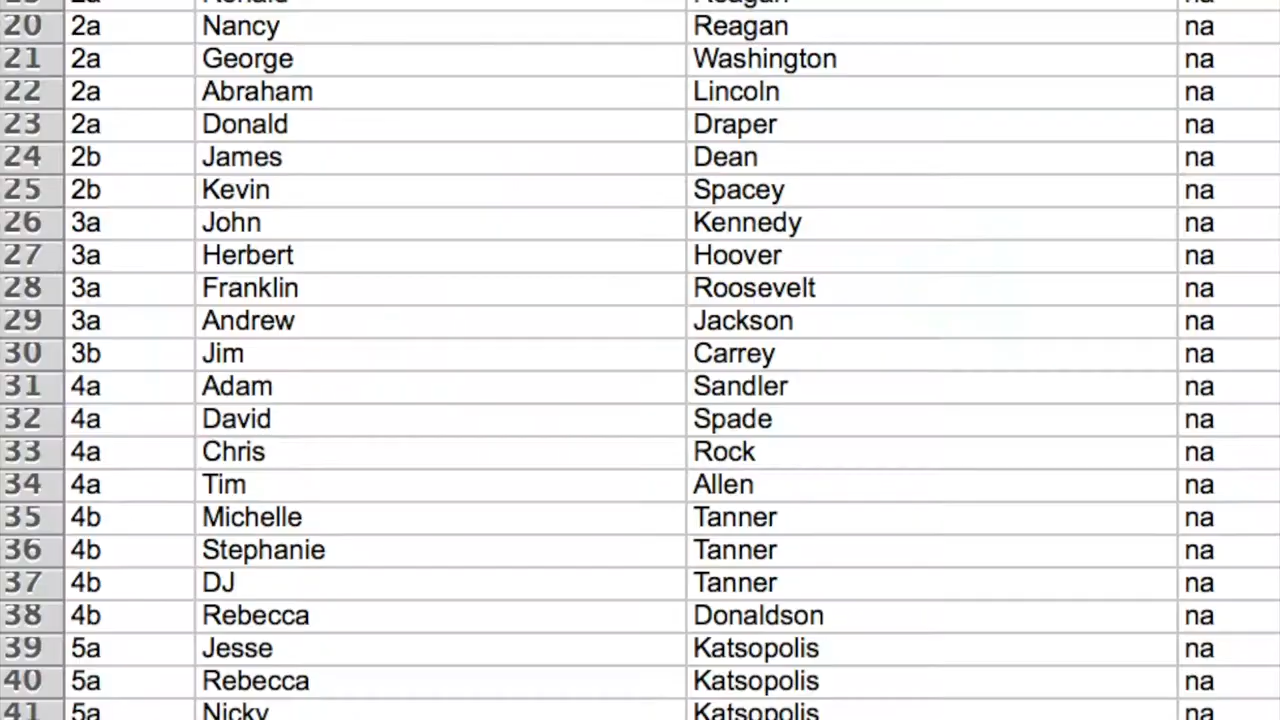 20 2a Nancy Reagan na
21 2a George Washington na
22 2a Abraham Lincoln na
23 2a Donald Draper na
24 2b James Dean na
25 2b Kevin Spacey na
26 3a John Kennedy na
27 3a Herbert Hoover na
28 3a Franklin Roosevelt na
29 3a Andrew Jackson na
30 3b Jim Carrey na
31 4a Adam Sandler na
32 4a David Spade na
33 4a Chris Rock na
34 4a Tim Allen na
35 4b Michelle Tanner na
36 4b Stephanie Tanner na
37 4b DJ Tanner na
38 4b Rebecca Donaldson na
39 5a Jesse Katsopolis na
40 5a Rebecca Katsopolis na
41 5a Nicky Katsopolis na